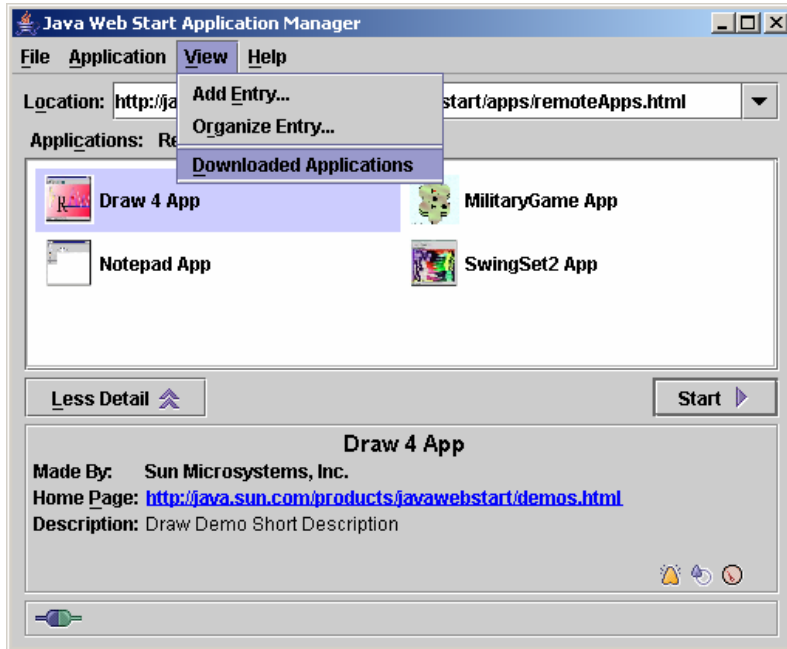 Java Web Start Application Manager
File Application View Help
Location: http://ja start/apps/remoteApps.html
Add Entry...
Organize Entry...
Applications: Re
Downloaded Applications
Draw 4 App MilitaryGame App
Notepad App SwingSet2 App
Less Detail Start
Draw 4 App
Made By: Sun Microsystems, Inc.
Home Page: http://java.sun.com/products/javawebstart/demos.html
Description: Draw Demo Short Description